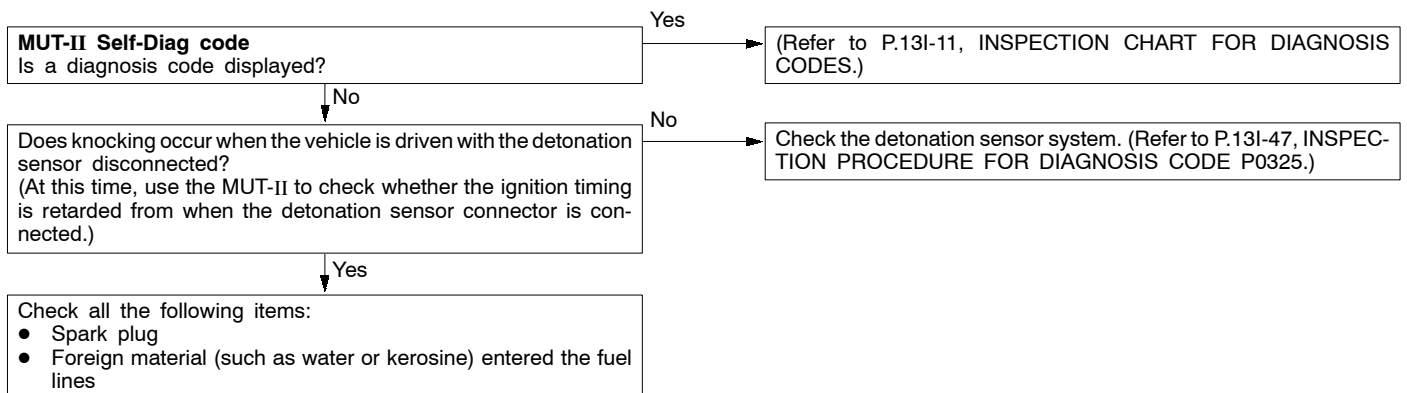 MUT-II Self-Diag code
Is a diagnosis code displayed?
Yes
(Refer to P.13I-11, INSPECTION CHART FOR DIAGNOSIS
CODES.)
No
Does knocking occur when the vehicle is driven with the detonation
sensor disconnected?
(At this time, use the MUT-II to check whether the ignition timing
is retarded from when the detonation sensor connector is con-
nected.)
No
Check the detonation sensor system. (Refer to P.13I-47, INSPEC-
TION PROCEDURE FOR DIAGNOSIS CODE P0325.)
Yes
Check all the following items:
● Spark plug
● Foreign material (such as water or kerosine) entered the fuel
lines